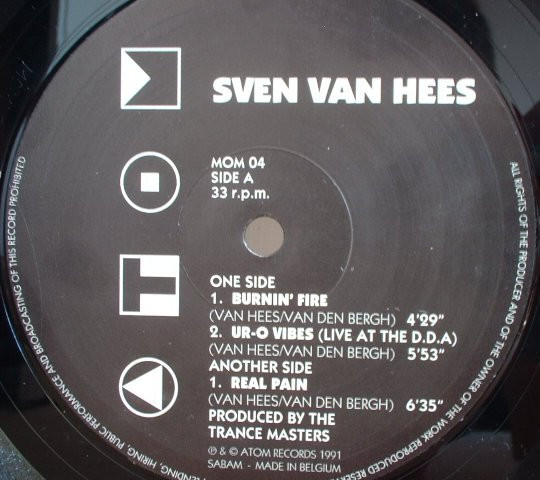 SVEN VAN HEES
MOM 04
SIDE A
33 r.p.m.
ONE SIDE
1. BURNIN' FIRE
(VAN HEES/VAN DEN BERGH) 4'29"
2. UR-O VIBES (LIVE AT THE D.D.A)
(VAN HEES/VAN DEN BERGH) 5'53"
ANOTHER SIDE
1. REAL PAIN
(VAN HEES/VAN DEN BERGH) 6'35"
PRODUCED BY THE
TRANCE MASTERS
℗ & © ATOM RECORDS 1991
SABAM - MADE IN BELGIUM
ALL RIGHTS OF THE PRODUCER AND OF THE OWNER OF THE WORK REPRODUCED RESERVED
LENDING, HIRING, PUBLIC PERFORMANCE AND BROADCASTING OF THIS RECORD PROHIBITED